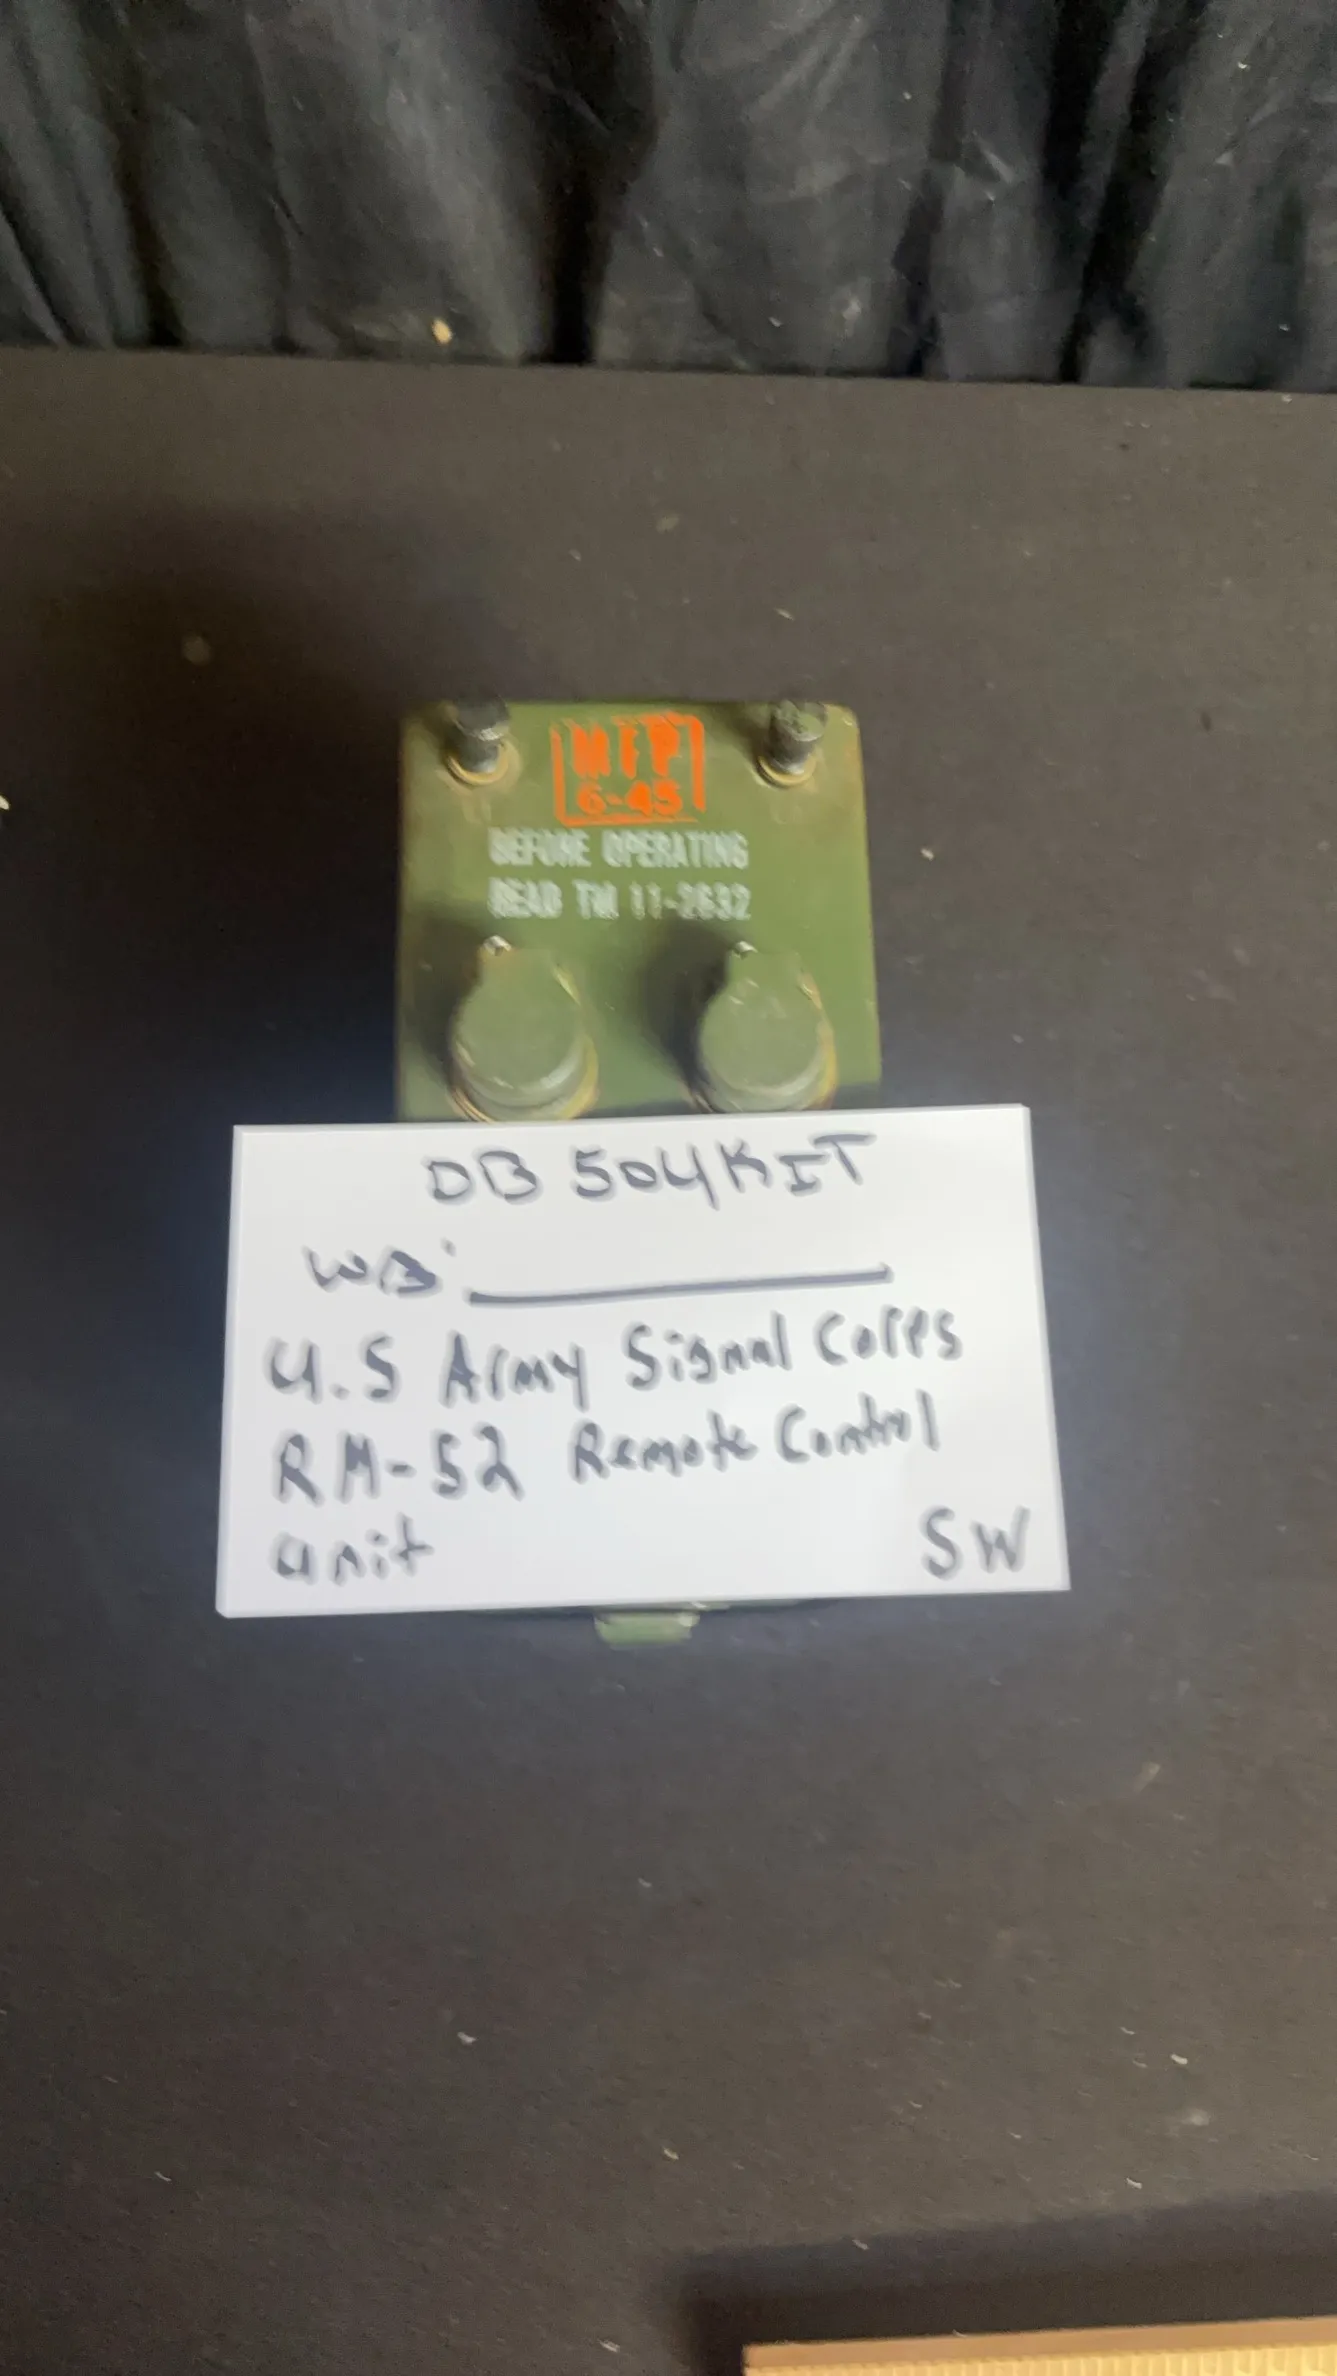 MFP
6-45
BEFORE OPERATING
READ TM 11-2632
DB 504KIT
WB:
U.S Army Signal Corps
RM-52 Remote Control
unit
SW